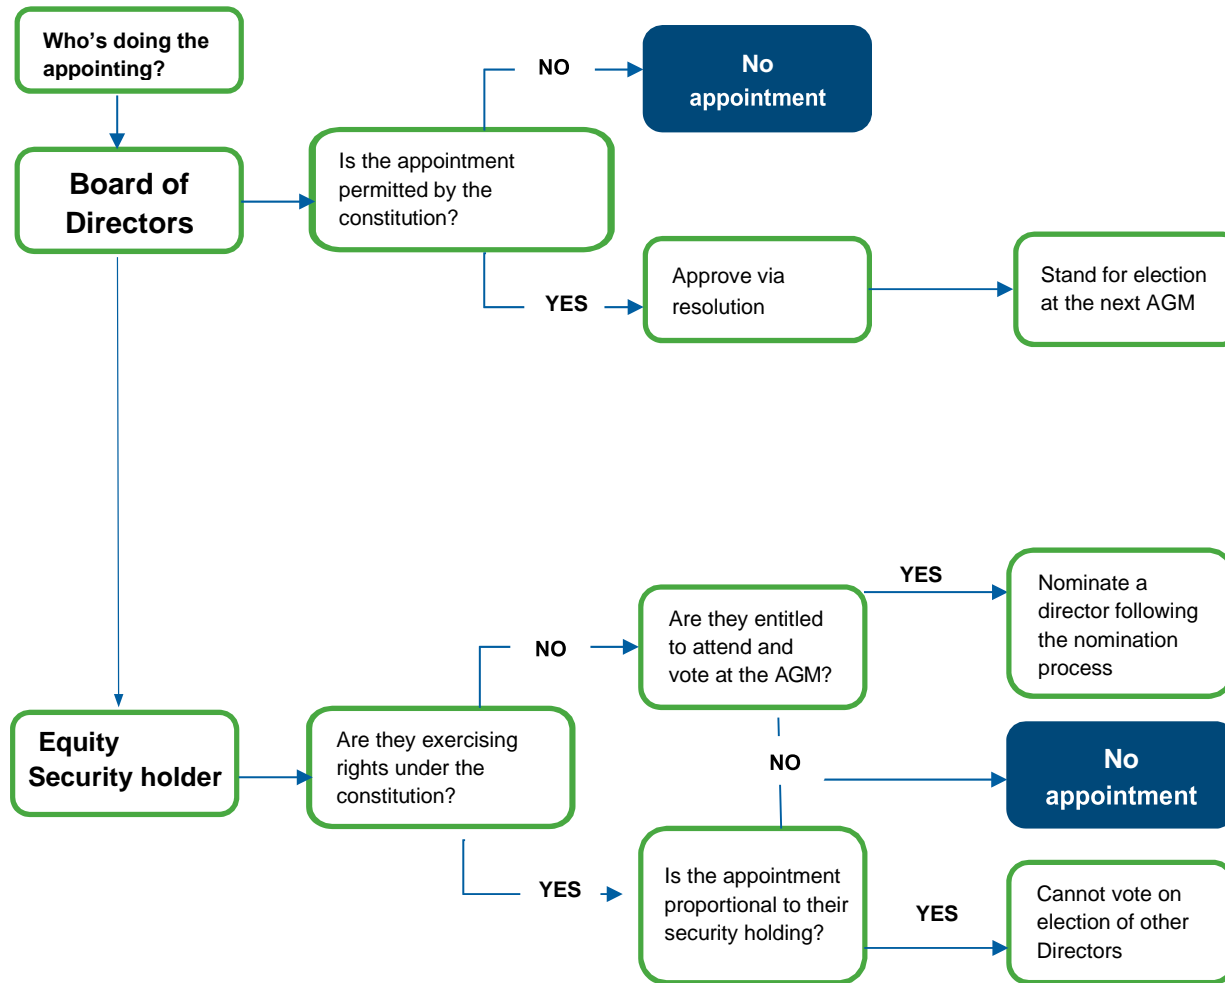 Who's doing the
appointing?
Board of
Directors
Is the appointment
permitted by the
constitution?
NO
No
appointment
YES
Approve via
resolution
Stand for election
at the next AGM
Equity
Security holder
Are they exercising
rights under the
constitution?
NO
Are they entitled
to attend and
vote at the AGM?
YES
Nominate a
director following
the nomination
process
NO
No
appointment
YES
Is the appointment
proportional to their
security holding?
YES
Cannot vote on
election of other
Directors